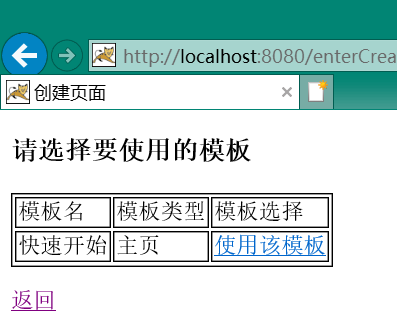 http://localhost:8080/enterCrea
创建页面
请选择要使用的模板
模板名 模板类型 模板选择
快速开始 主页 使用该模板
返回